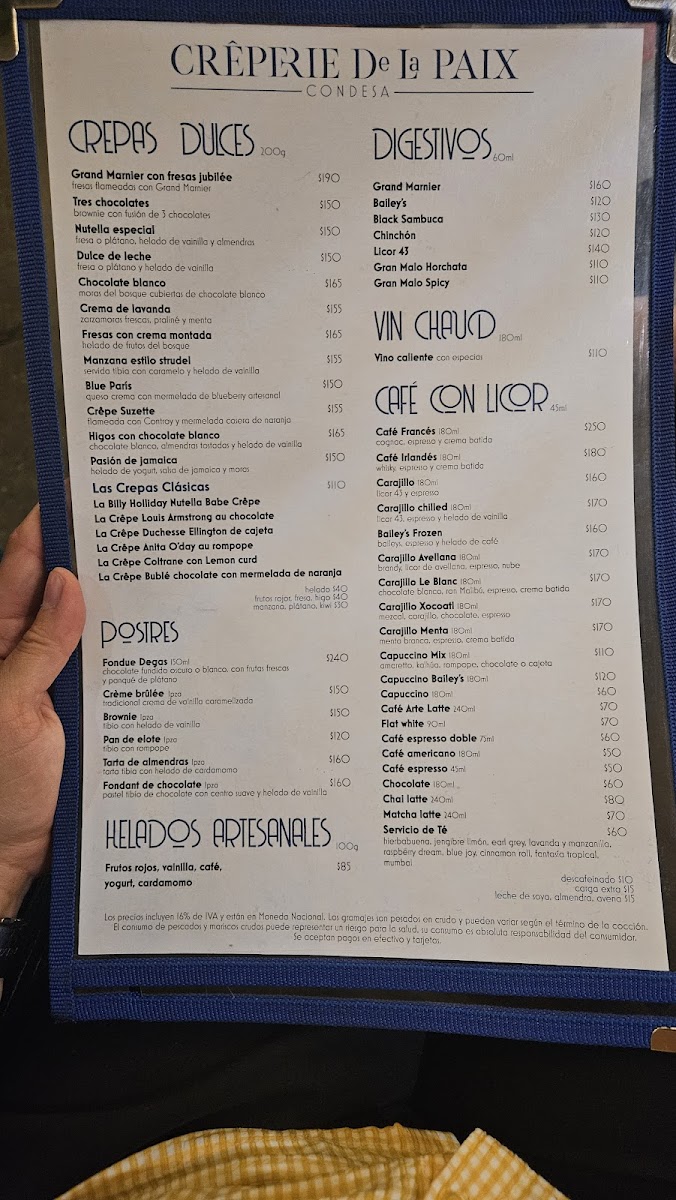 CRÊPERIE De La PAIX
CONDESA
CREPAS DULCES 200g
Grand Marnier con fresas jubilée $190
fresas flameadas con Grand Marnier
Tres chocolates $150
brownie con fusión de 3 chocolates
Nutella especial $150
fresa o plátano, helado de vainilla y almendras
Dulce de leche $150
fresa o plátano y helado de vainilla
Chocolate blanco $165
moras del bosque cubiertas de chocolate blanco
Crema de lavanda $155
zarzamoras frescas, praliné y menta
Fresas con crema montada $165
helado de frutos del bosque
Manzana estilo strudel $155
servida tibia con caramelo y helado de vainilla
Blue París $150
queso crema con mermelada de blueberry artesanal
Crêpe Suzette $155
flameada con Controy y mermelada casera de naranja
Higos con chocolate blanco $165
chocolate blanco, almendras tostadas y helado de vainilla
Pasión de jamaica $150
helado de yogurt, salsa de jamaica y moras
Las Crepas Clásicas $110
La Billy Holliday Nutella Babe Crêpe
La Crêpe Louis Armstrong au chocolate
La Crêpe Duchesse Ellington de cajeta
La Crêpe Anita O'day au rompope
La Crêpe Coltrane con Lemon curd
La Crêpe Bublé chocolate con mermelada de naranja
helado $40
frutos rojos, fresa, higo $40
manzana, plátano, kiwi $30
POSTRES
Fondue Degas 150ml $240
chocolate fundido oscuro o blanco, con frutas frescas
y panqué de plátano
Crème brûlée 1pza $150
tradicional crema de vainilla caramelizada
Brownie 1pza $150
tibio con helado de vainilla
Pan de elote 1pza $120
tibio con rompope
Tarta de almendras 1pza $160
tarta tibia con helado de cardamomo
Fondant de chocolate 1pza $160
pastel tibio de chocolate con centro suave y helado de vainilla
HELADOS ARTESANALES 100g
Frutos rojos, vainilla, café, $85
yogurt, cardamomo
DIGESTIVOS 60ml
Grand Marnier $160
Bailey's $120
Black Sambuca $130
Chinchón $120
Licor 43 $140
Gran Malo Horchata $110
Gran Malo Spicy $110
VIN CHAUD 180ml
Vino caliente con especias $110
CAFÉ CON LICOR 45ml
Café Francés 180ml $250
cognac, espresso y crema batida
Café Irlandés 180ml $180
whisky, espresso y crema batida
Carajillo 180ml $160
licor 43 y espresso
Carajillo chilled 180ml $170
licor 43, espresso y helado de vainilla
Bailey's Frozen $160
baileys, espresso y helado de café
Carajillo Avellana 180ml $170
brandy, licor de avellana, espresso, nube
Carajillo Le Blanc 180ml $170
chocolate blanco, ron Malibú, espresso, crema batida
Carajillo Xocoatl 180ml $170
mezcal, carajillo, chocolate, espresso
Carajillo Menta 180ml $170
menta blanca, espresso, crema batida
Capuccino Mix 180ml $110
amaretto, kalhúa, rompope, chocolate o cajeta
Capuccino Bailey's 180ml $120
Capuccino 180ml $60
Café Arte Latte 240ml $70
Flat white 90ml $70
Café espresso doble 75ml $60
Café americano 180ml $50
Café espresso 45ml $50
Chocolate 180ml $60
Chai latte 240ml $80
Matcha latte 240ml $70
Servicio de Té $60
hierbabuena, jengibre limón, earl grey, lavanda y manzanilla,
raspbérry dream, blue joy, cinnamon roll, fantasía tropical,
mumbai
descafeinado $10
carga extra $15
leche de soya, almendra, avena $15
Los precios incluyen 16% de IVA y están en Moneda Nacional. Los gramajes son pesados en crudo y pueden variar según el término de la cocción.
El consumo de pescados y mariscos crudos puede representar un riesgo para la salud, su consumo es absoluta responsabilidad del consumidor.
Se aceptan pagos en efectivo y tarjetas.